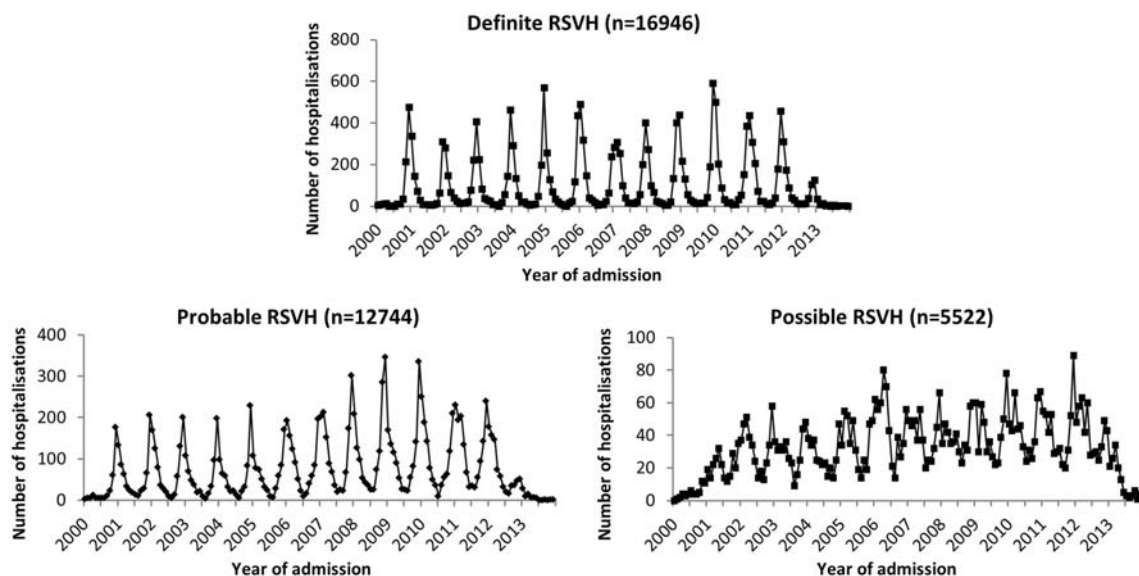 Definite RSVH (n=16946)
Number of hospitalisations
800
600
400
200
0
2000 2001 2002 2003 2004 2005 2006 2007 2008 2009 2010 2011 2012 2013
Year of admission
Probable RSVH (n=12744)
Number of hospitalisations
400
300
200
100
0
2000 2001 2002 2003 2004 2005 2006 2007 2008 2009 2010 2011 2012 2013
Year of admission
Possible RSVH (n=5522)
Number of hospitalisations
100
80
60
40
20
0
2000 2001 2002 2003 2004 2005 2006 2007 2008 2009 2010 2011 2012 2013
Year of admission